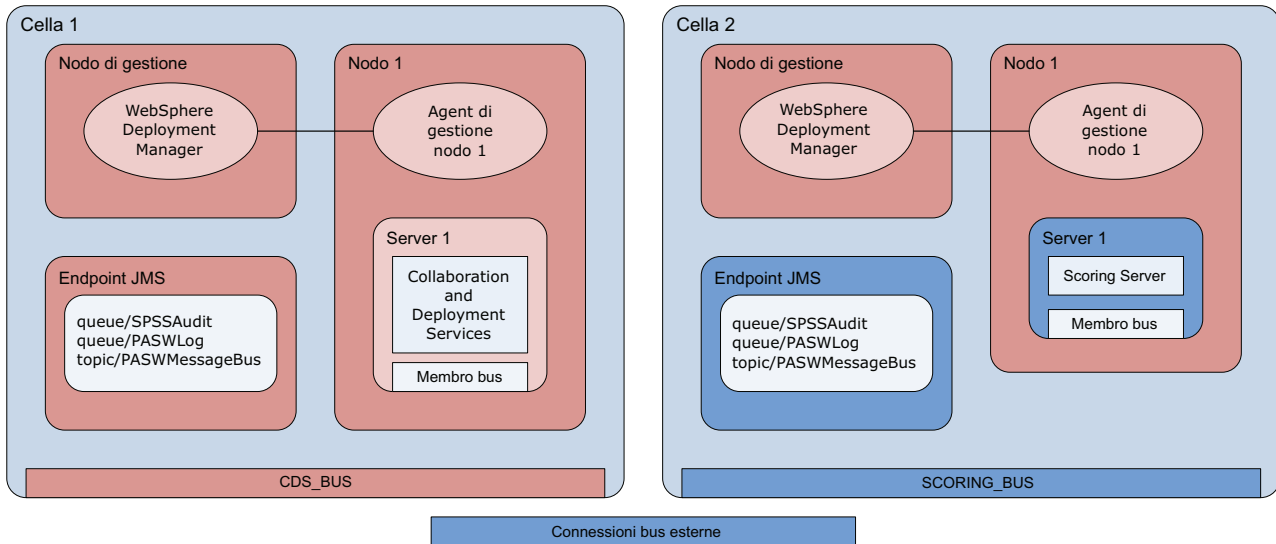 Cella 1
Nodo di gestione
WebSphere
Deployment
Manager
Nodo 1
Agent di
gestione
nodo 1
Server 1
Collaboration
and
Deployment
Services
Membro bus
Endpoint JMS
queue/SPSSAudit
queue/PASWLog
topic/PASWMessageBus
CDS_BUS
Cella 2
Nodo di gestione
WebSphere
Deployment
Manager
Nodo 1
Agent di
gestione
nodo 1
Server 1
Scoring Server
Membro bus
Endpoint JMS
queue/SPSSAudit
queue/PASWLog
topic/PASWMessageBus
SCORING_BUS
Connessioni bus esterne